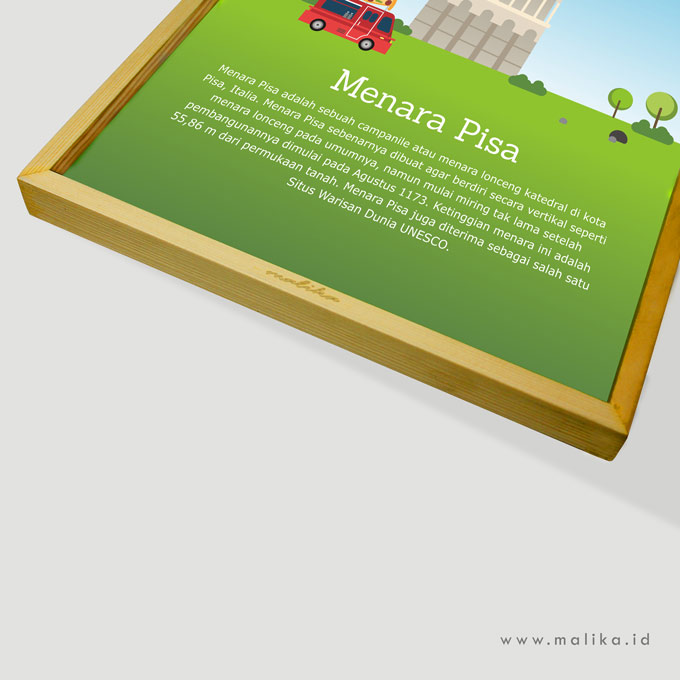 Menara Pisa
Menara Pisa adalah sebuah campanile atau menara lonceng katedral di kota
Pisa, Italia. Menara Pisa sebenarnya dibuat agar berdiri secara vertikal seperti
menara lonceng pada umumnya, namun mulai miring tak lama setelah
pembangunannya dimulai pada Agustus 1173. Ketinggian menara ini adalah
55,86 m dari permukaan tanah. Menara Pisa juga diterima sebagai salah satu
Situs Warisan Dunia UNESCO.
malika
www.malika.id